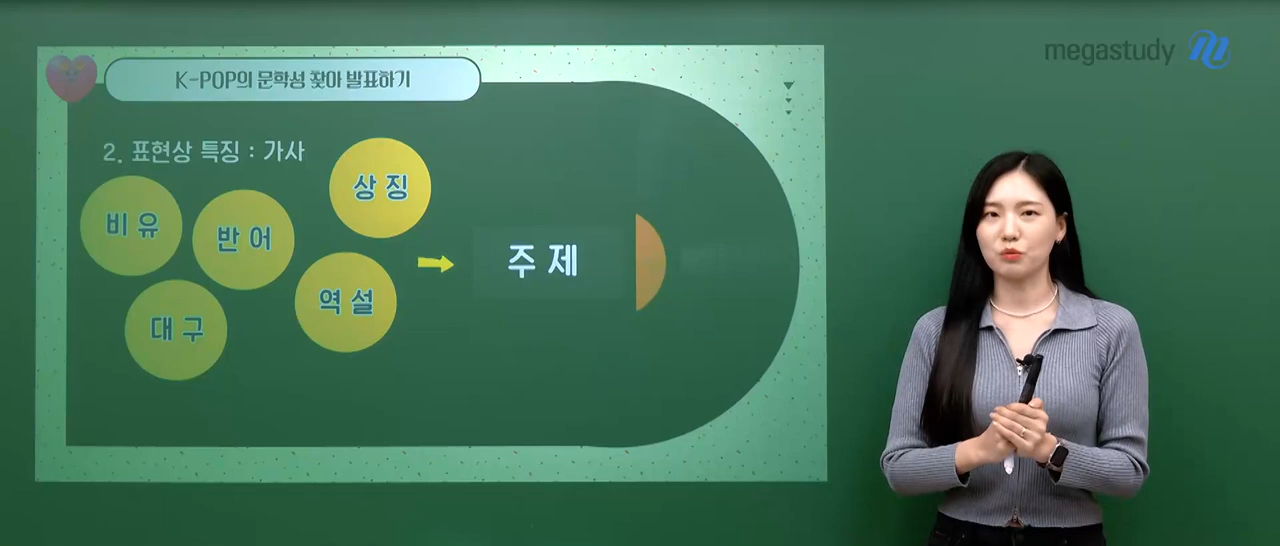 megastudy
K-POP의 문학성 찾아 발표하기
2. 표현상 특징 : 가사
상징
비유
반어
주제
역설
대구